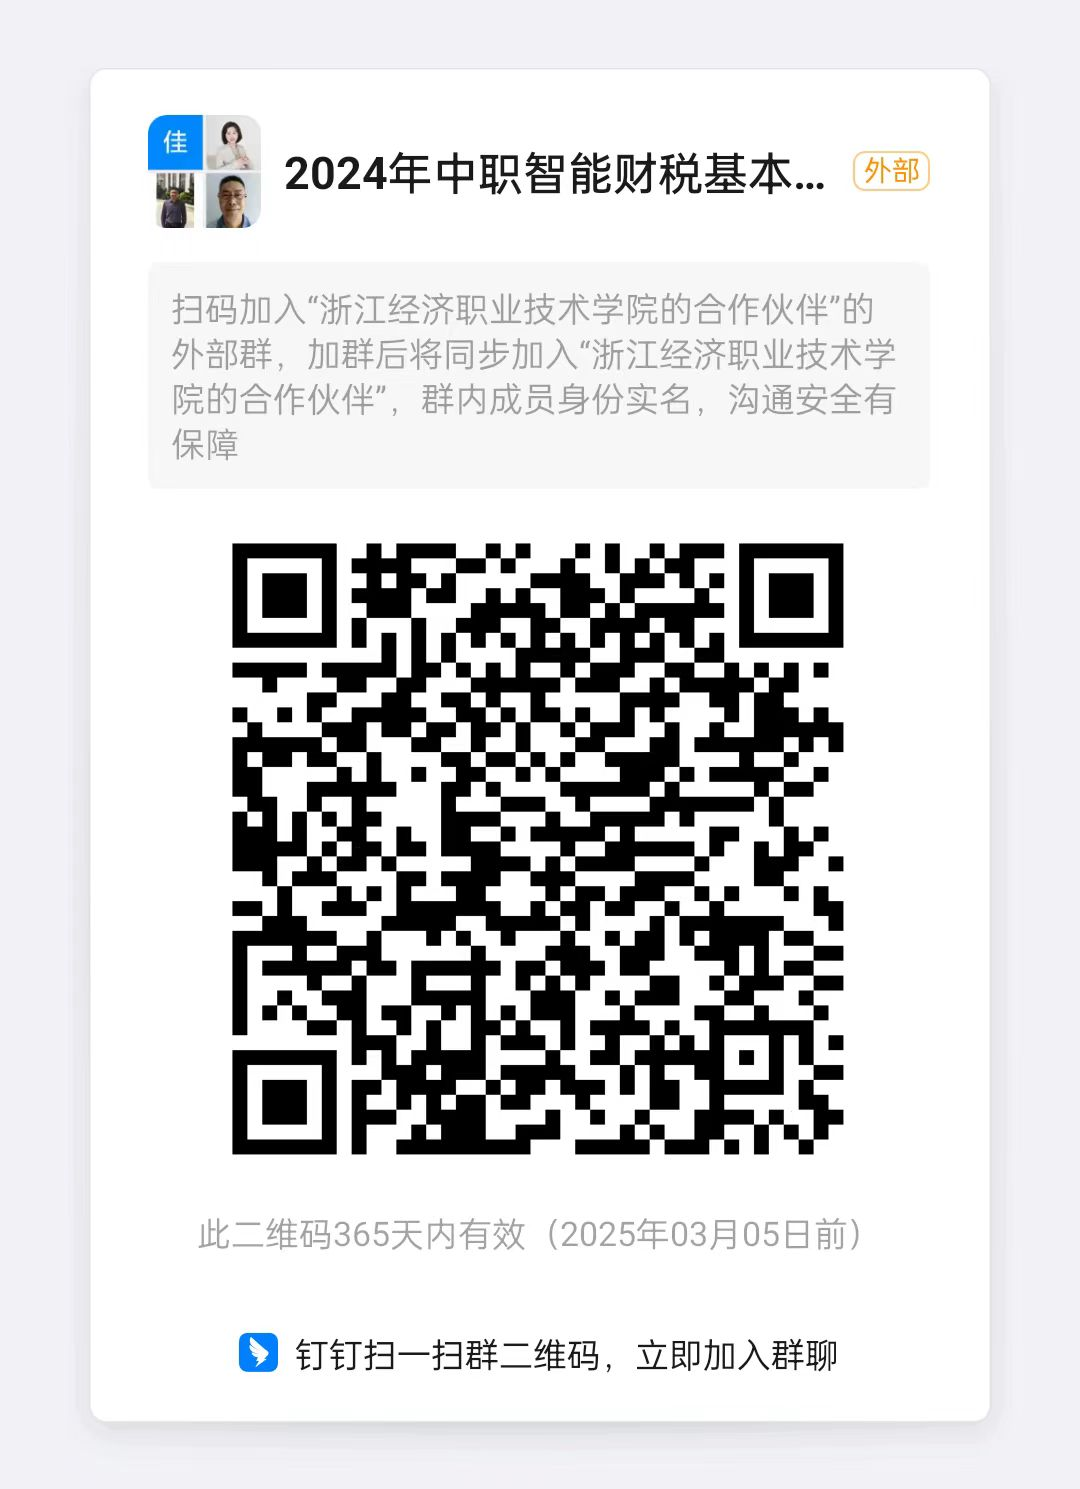 佳
2024年中职智能财税基本...
外部
扫码加入“浙江经济职业技术学院的合作伙伴”的
外部群，加群后将同步加入“浙江经济职业技术学
院的合作伙伴”，群内成员身份实名，沟通安全有
保障
此二维码365天内有效（2025年03月05日前）
钉钉扫一扫群二维码，立即加入群聊